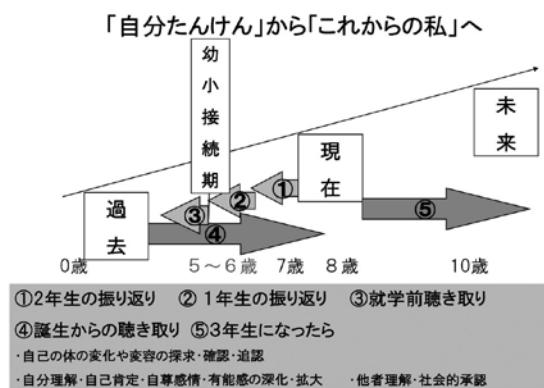 「自分たんけん」から「これからの私」へ
幼小接続期
未来
現在
過去
①
②
③
④
⑤
0歳
5～6歳
7歳
8歳
10歳
①2年生の振り返り ②1年生の振り返り ③就学前聴き取り
④誕生からの聴き取り ⑤3年生になったら
・自己の体の変化や変容の探求・確認・追認
・自分理解・自己肯定・自尊感情・有能感の深化・拡大 ・他者理解・社会的承認